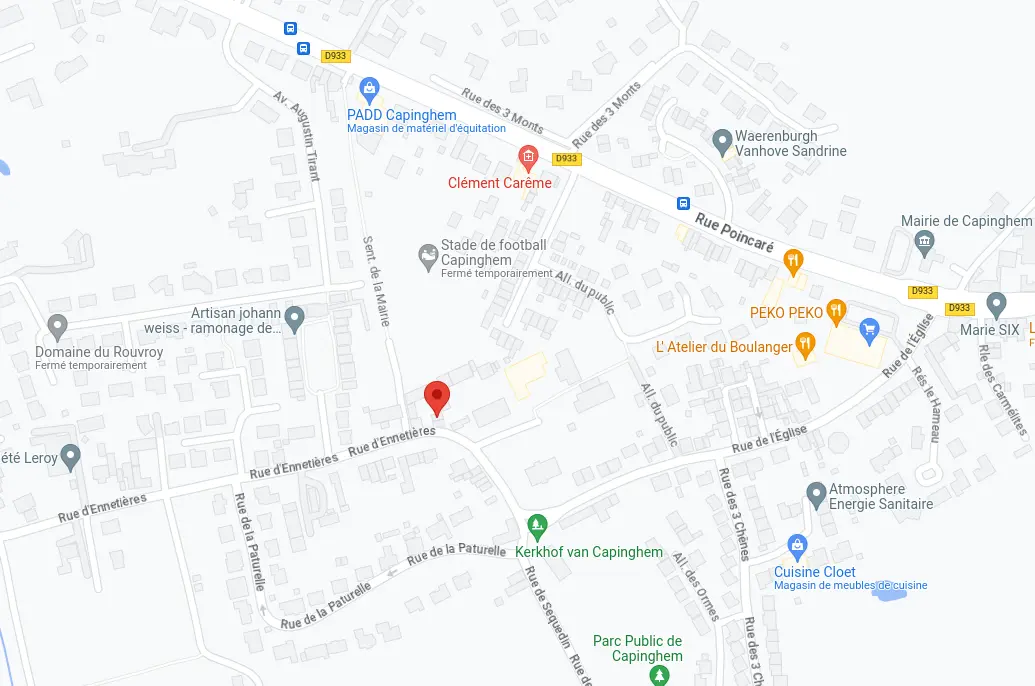 D933
PADD Capinghem
Magasin de matériel d'équitation
Rue des 3 Monts
Rue des 3 Monts
Av. Augustin Tirant
D933
Clément Carême
Waerenburgh
Vanhove Sandrine
Rue Poincaré
Mairie de Capinghem
Sent. de la Mairie
Stade de football
Capinghem
Fermé temporairement
All. du public
D933
D933
Artisan johann
weiss - ramonage de...
PEKO PEKO
Marie SIX
L
F
Domaine du Rouvroy
Fermé temporairement
L' Atelier du Boulanger
Rue de l'Église
Rés le Hameau
Rle des Carmélites
All. du public
Rue d'Ennetières
Rue d'Ennetières
Rue d'Ennetières
été Leroy
Rue de l'Église
Rue des 3 Chênes
Atmosphere
Energie Sanitaire
Rue de la Paturelle
Rue de la Paturelle
Rue de la Paturelle
Kerkhof van Capinghem
Cuisine Cloet
Magasin de meubles de cuisine
All. des Ormes
Rue de Sequedin
Rue de
Rue des 3 Ch
Parc Public de
Capinghem